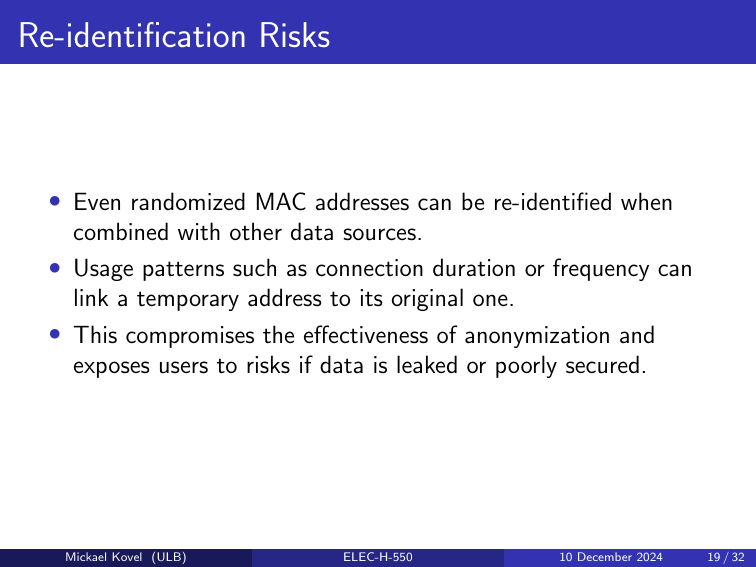 Re-identification Risks
• Even randomized MAC addresses can be re-identified when
combined with other data sources.
• Usage patterns such as connection duration or frequency can
link a temporary address to its original one.
• This compromises the effectiveness of anonymization and
exposes users to risks if data is leaked or poorly secured.
Mickael Kovel (ULB) ELEC-H-550 10 December 2024 19 / 32